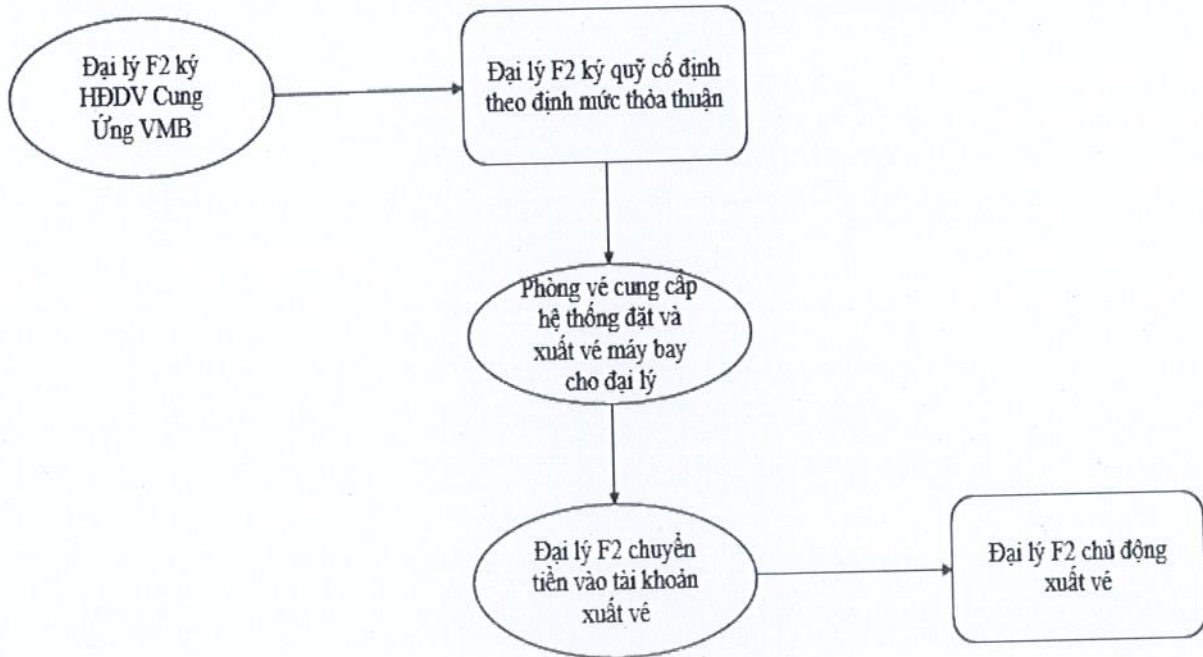 Đại lý F2 ký
HĐDV Cung
Ứng VMB
Đại lý F2 ký quỹ cố định
theo định mức thỏa thuận
Phòng vé cung cấp
hệ thống đặt và
xuất vé máy bay
cho đại lý
Đại lý F2 chuyển
tiền vào tài khoản
xuất vé
Đại lý F2 chủ động
xuất vé